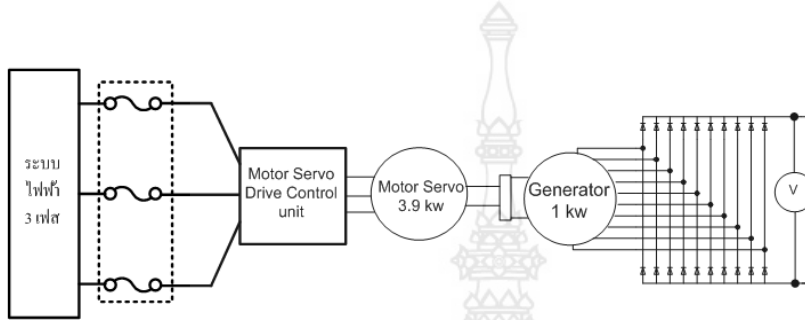 ระบบ
ไฟฟ้า
3 เฟส
Motor Servo
Drive Control
unit
Motor Servo
3.9 kw
Generator
1 kw
V